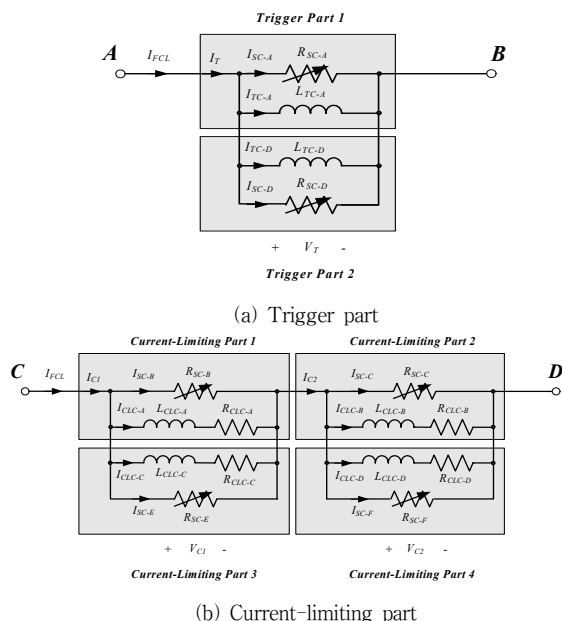 Trigger Part 1
A
B
I_FCL
I_T
I_SC-A
R_SC-A
I_TC-A
L_TC-A
I_TC-D
L_TC-D
I_SC-D
R_SC-D
+ V_T -
Trigger Part 2
(a) Trigger part
Current-Limiting Part 1
Current-Limiting Part 2
C
D
I_FCL
I_C1
I_SC-B
R_SC-B
I_C2
I_SC-C
R_SC-C
I_CLC-A
L_CLC-A
R_CLC-A
I_CLC-B
L_CLC-B
R_CLC-B
I_CLC-C
L_CLC-C
R_CLC-C
I_CLC-D
L_CLC-D
R_CLC-D
I_SC-E
R_SC-E
I_SC-F
R_SC-F
+ V_C1 -
+ V_C2 -
Current-Limiting Part 3
Current-Limiting Part 4
(b) Current-limiting part